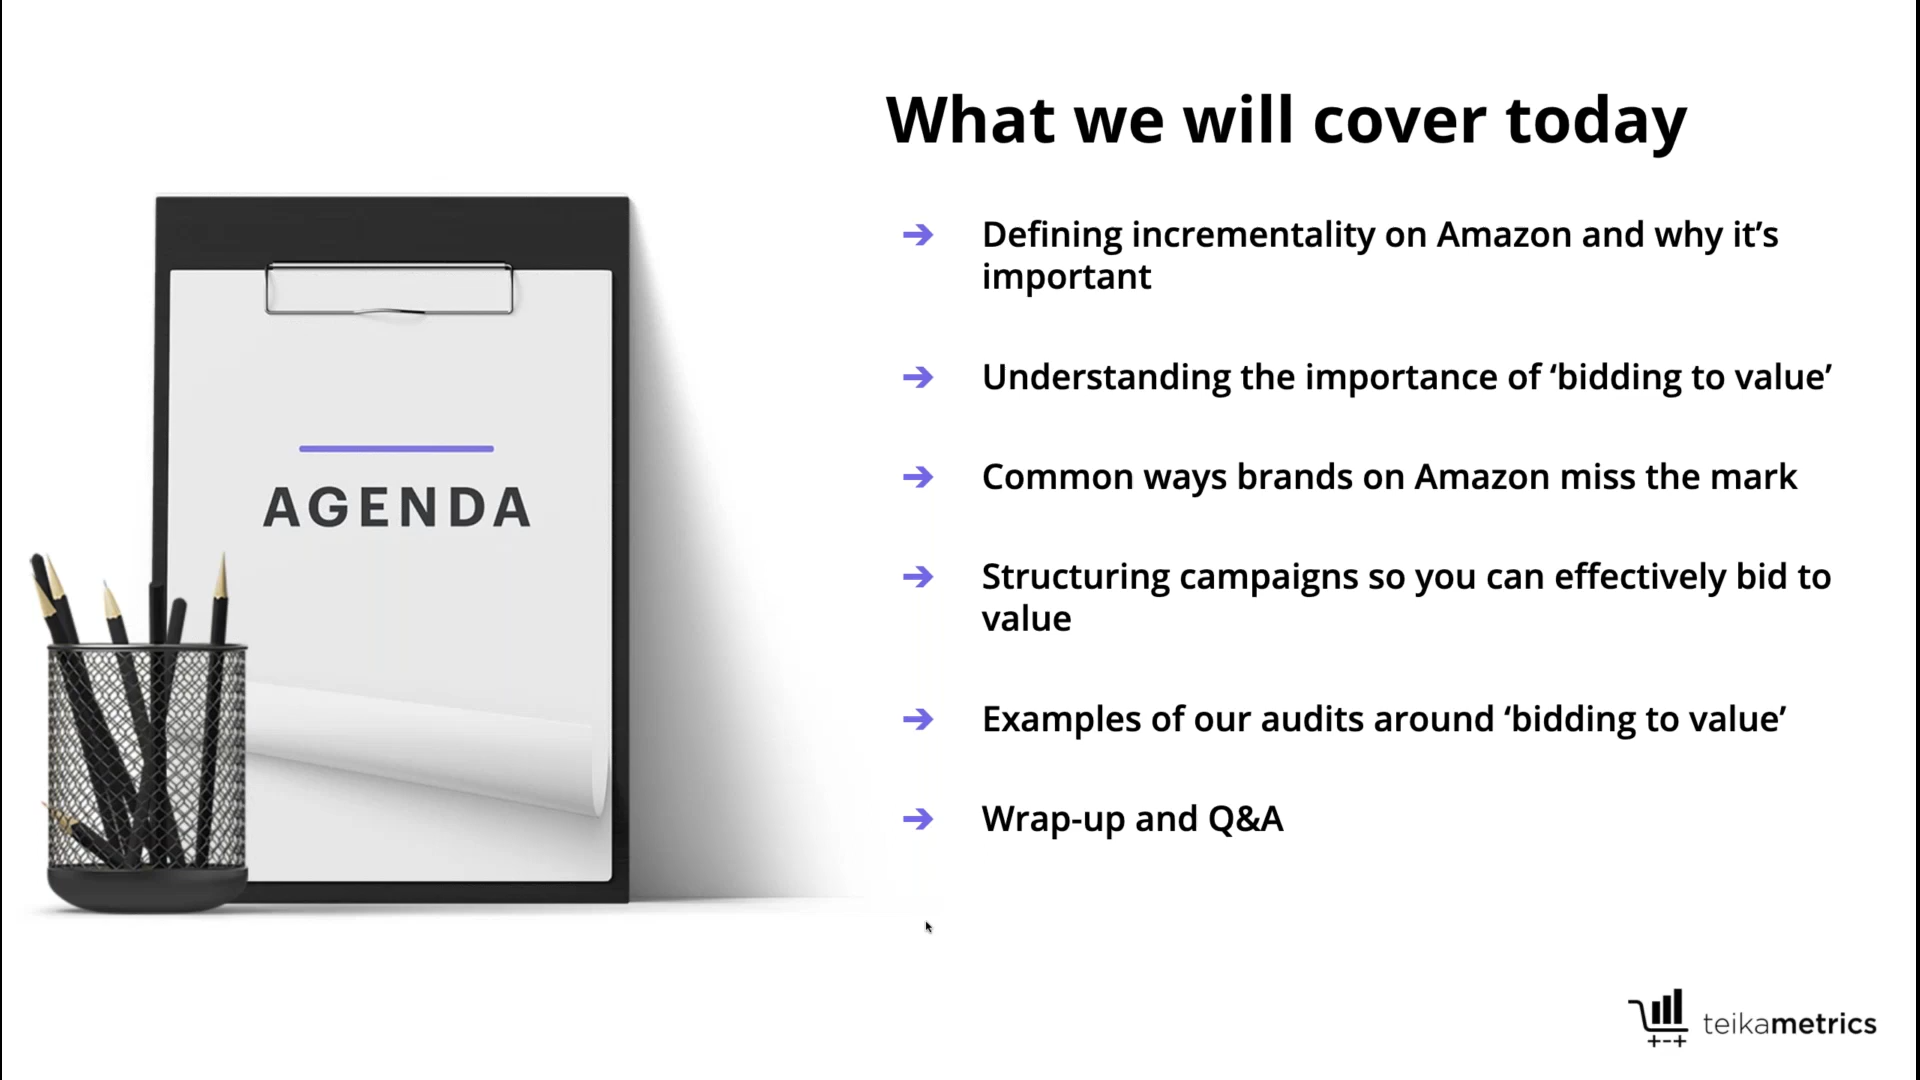 What we will cover today
➔ Defining incrementality on Amazon and why it’s
important
➔ Understanding the importance of ‘bidding to value’
➔ Common ways brands on Amazon miss the mark
➔ Structuring campaigns so you can effectively bid to
value
➔ Examples of our audits around ‘bidding to value’
➔ Wrap-up and Q&A
AGENDA
teikametrics